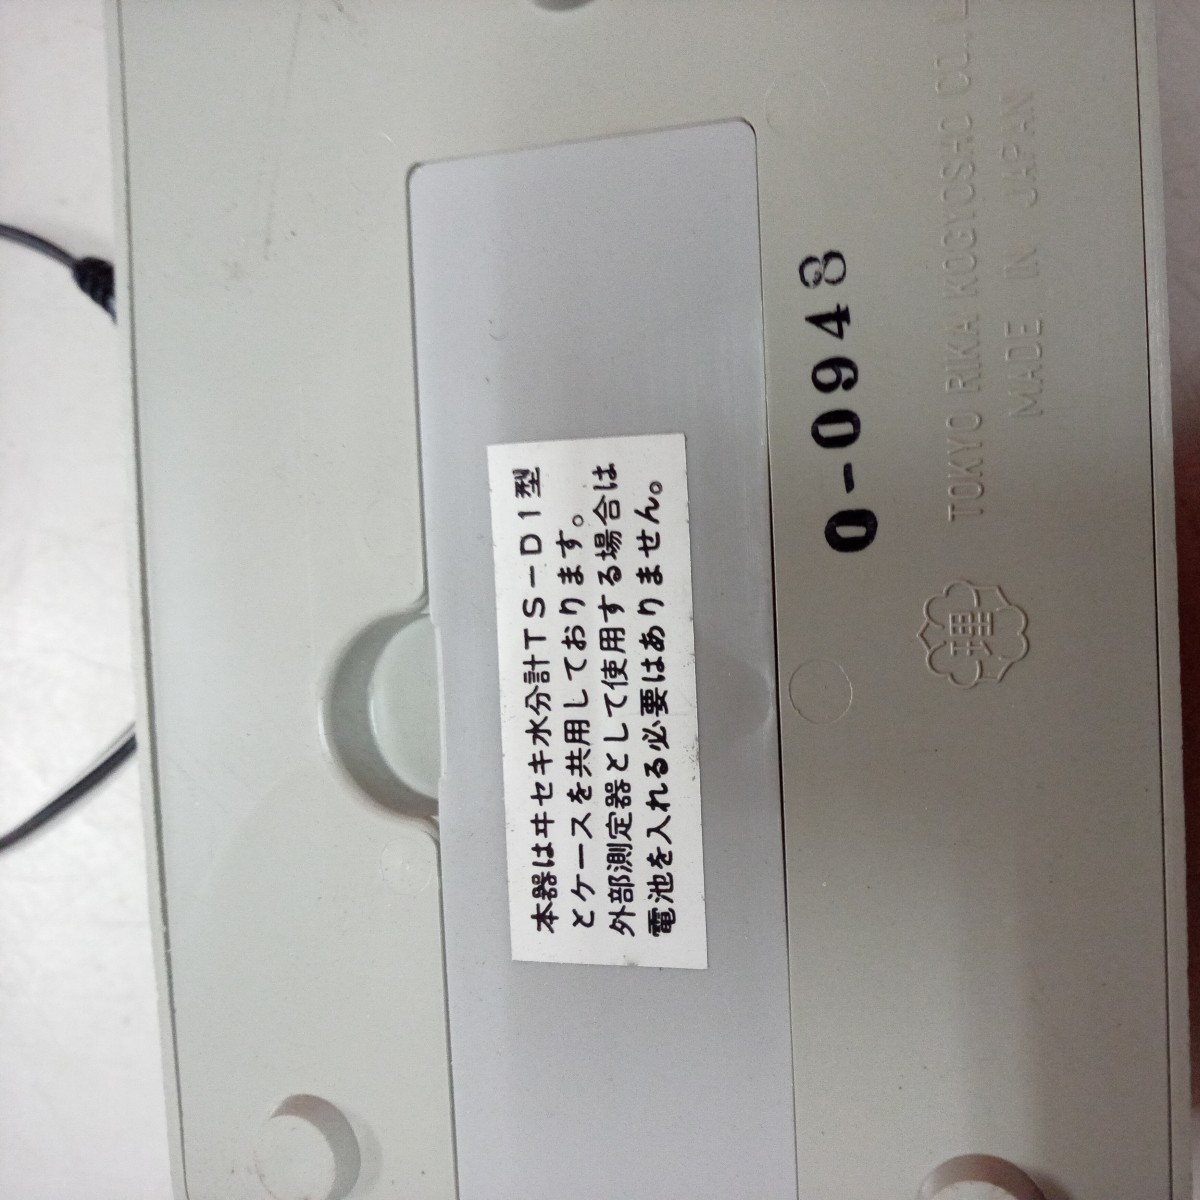 本器はヰセキ水分計TS-D1型
とケースを共用しております。
外部測定器として使用する場合は
電池を入れる必要はありません。
0-0948
TOKYO RIKA KOGYOSHO CO.L
MADE IN JAPAN
理